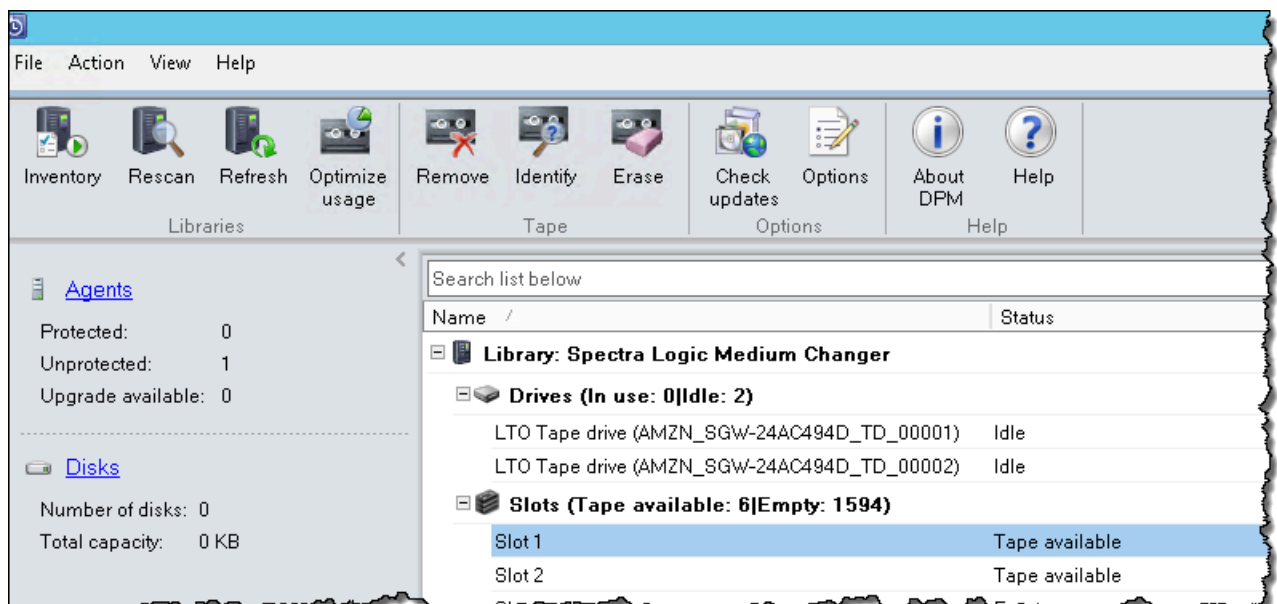 File Action View Help
Inventory Rescan Refresh Optimize usage Remove Identify Erase Check updates Options About DPM Help
Libraries Tape Options Help
Agents
Protected: 0
Unprotected: 1
Upgrade available: 0
Disks
Number of disks: 0
Total capacity: 0 KB
Search list below
Name Status
Library: Spectra Logic Medium Changer
Drives (In use: 0|Idle: 2)
LTO Tape drive (AMZN_SGW-24AC494D_TD_00001) Idle
LTO Tape drive (AMZN_SGW-24AC494D_TD_00002) Idle
Slots (Tape available: 6|Empty: 1594)
Slot 1 Tape available
Slot 2 Tape available